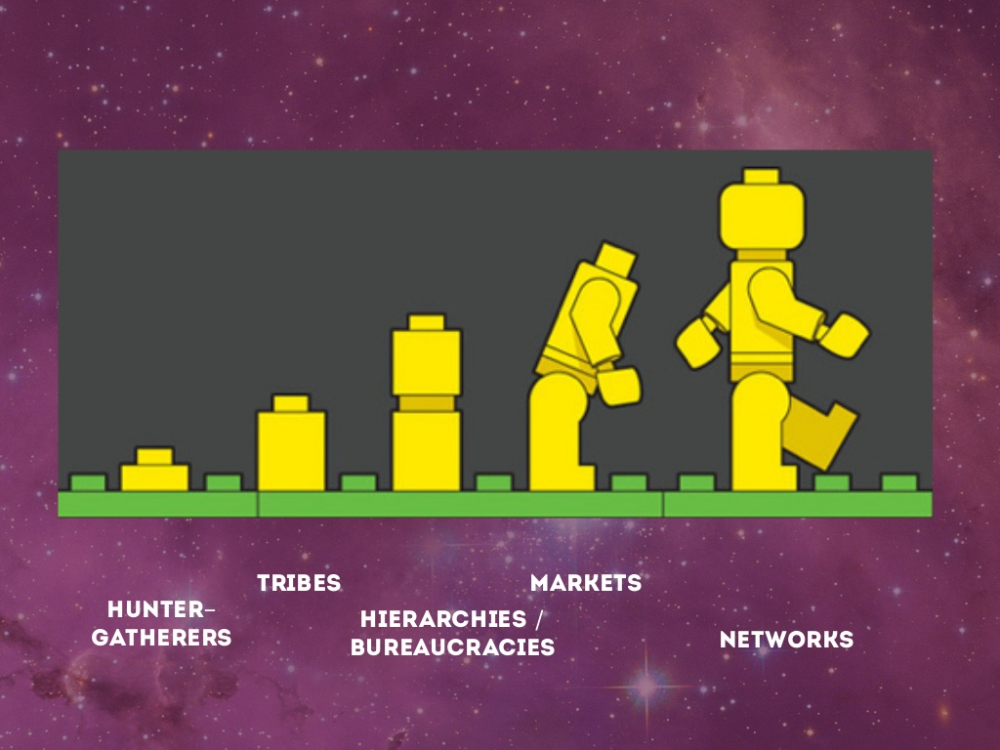 HUNTER–
GATHERERS
TRIBES
HIERARCHIES /
BUREAUCRACIES
MARKETS
NETWORKS